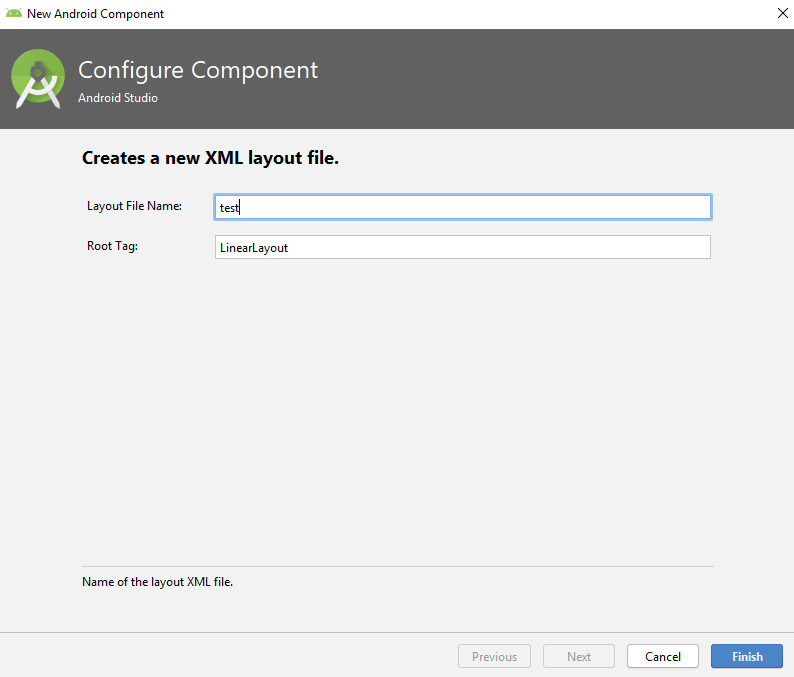 New Android Component
Configure Component
Android Studio
Creates a new XML layout file.
Layout File Name: test
Root Tag: LinearLayout
Name of the layout XML file.
Previous Next Cancel Finish